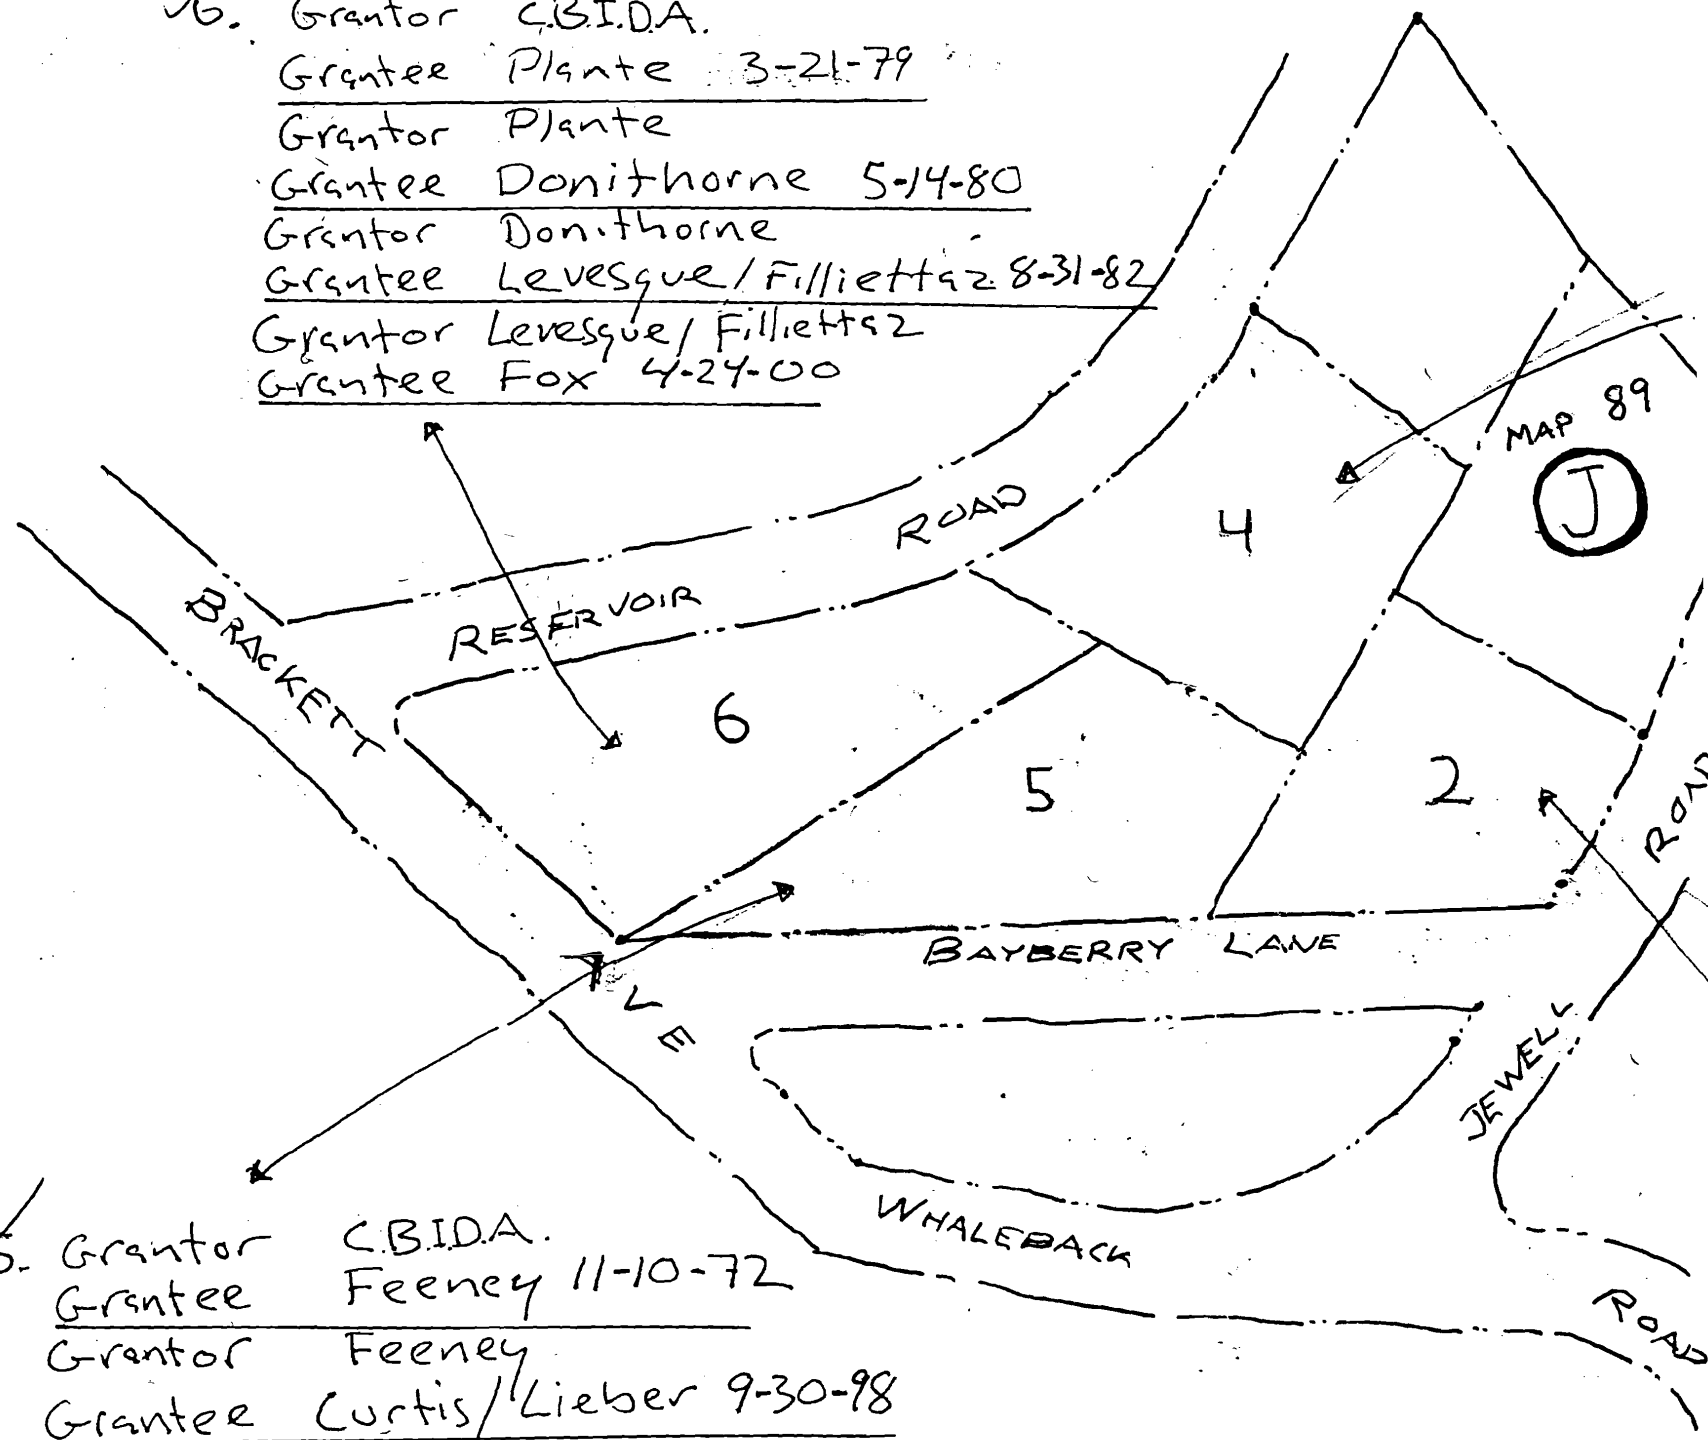 6. Grantor C.B.I.D.A.
Grantee Plante 3-21-79
Grantor Plante
Grantee Donithorne 5-14-80
Grantor Donithorne
Grantee Levesque/Filliettaz 8-31-82
Grantor Levesque/Filliettaz
Grantee Fox 4-24-00
MAP 89
J
4
ROAD
RESERVOIR
BRACKETT
6
5
2
ROAD
BAYBERRY LANE
AVE
JEWELL
WHALEBACK
ROAD
5. Grantor C.B.I.D.A.
Grantee Feeney 11-10-72
Grantor Feeney
Grantee Curtis/Lieber 9-30-98